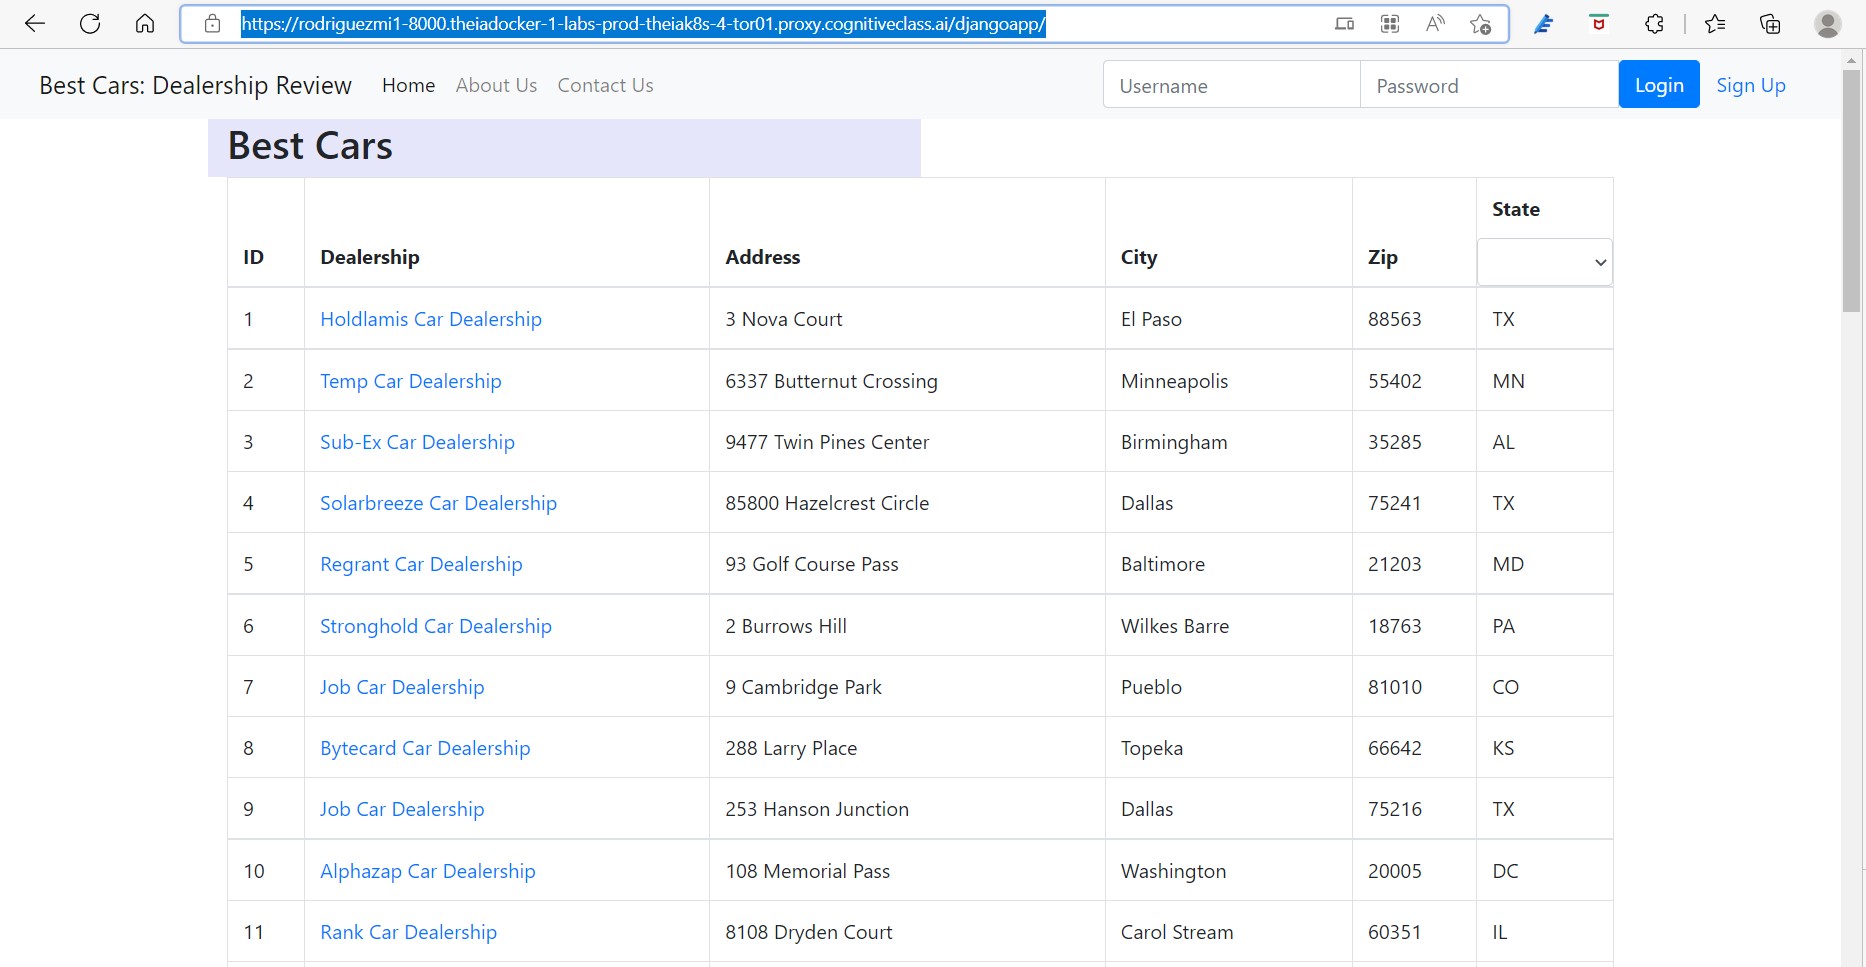 https://rodriguezmi1-8000.theiadocker-1-labs-prod-theiak8s-4-tor01.proxy.cognitiveclass.ai/djangoapp/
Best Cars: Dealership Review Home About Us Contact Us Username Password Login Sign Up
Best Cars
State
ID Dealership Address City Zip
1 Holdlamis Car Dealership 3 Nova Court El Paso 88563 TX
2 Temp Car Dealership 6337 Butternut Crossing Minneapolis 55402 MN
3 Sub-Ex Car Dealership 9477 Twin Pines Center Birmingham 35285 AL
4 Solarbreeze Car Dealership 85800 Hazelcrest Circle Dallas 75241 TX
5 Regrant Car Dealership 93 Golf Course Pass Baltimore 21203 MD
6 Stronghold Car Dealership 2 Burrows Hill Wilkes Barre 18763 PA
7 Job Car Dealership 9 Cambridge Park Pueblo 81010 CO
8 Bytecard Car Dealership 288 Larry Place Topeka 66642 KS
9 Job Car Dealership 253 Hanson Junction Dallas 75216 TX
10 Alphazap Car Dealership 108 Memorial Pass Washington 20005 DC
11 Rank Car Dealership 8108 Dryden Court Carol Stream 60351 IL